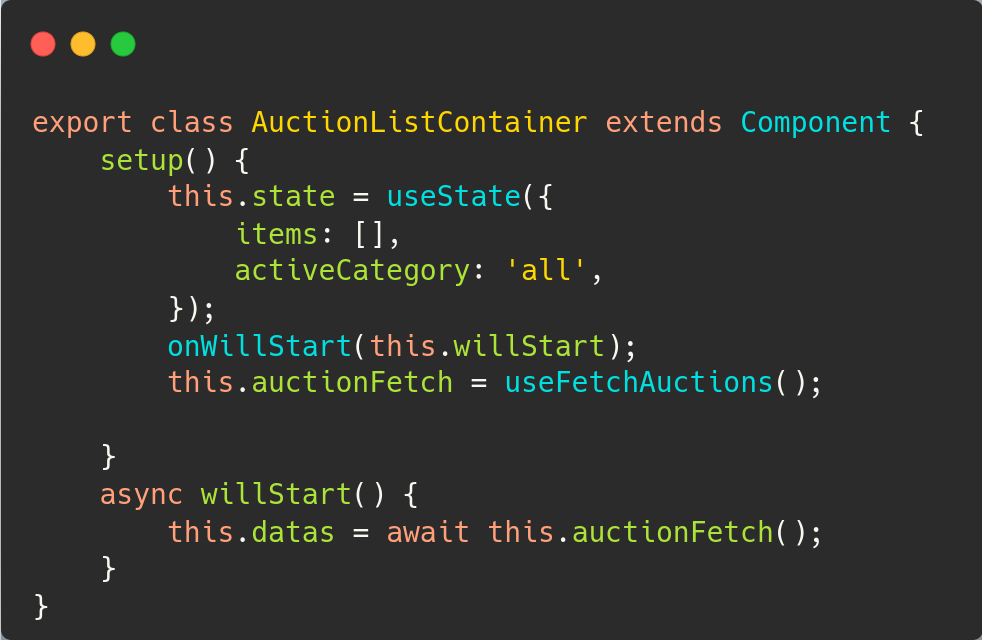 export class AuctionListContainer extends Component {
    setup() {
        this.state = useState({
            items: [],
            activeCategory: 'all',
        });
        onWillStart(this.willStart);
        this.auctionFetch = useFetchAuctions();

    }
    async willStart() {
        this.datas = await this.auctionFetch();
    }
}